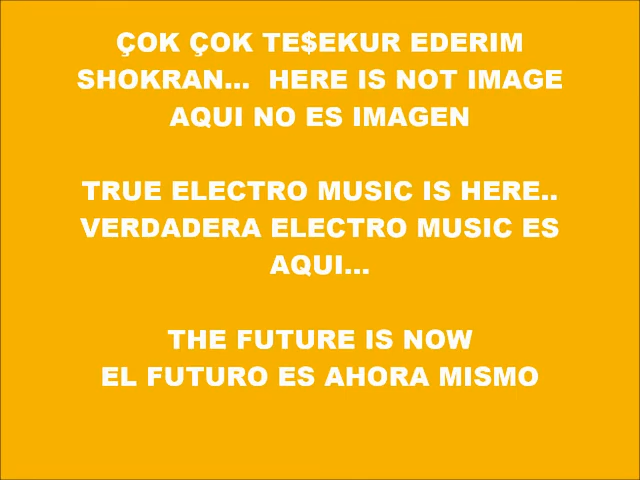 ÇOK ÇOK TE$EKUR EDERIM
SHOKRAN... HERE IS NOT IMAGE
AQUI NO ES IMAGEN
TRUE ELECTRO MUSIC IS HERE..
VERDADERA ELECTRO MUSIC ES
AQUI...
THE FUTURE IS NOW
EL FUTURO ES AHORA MISMO